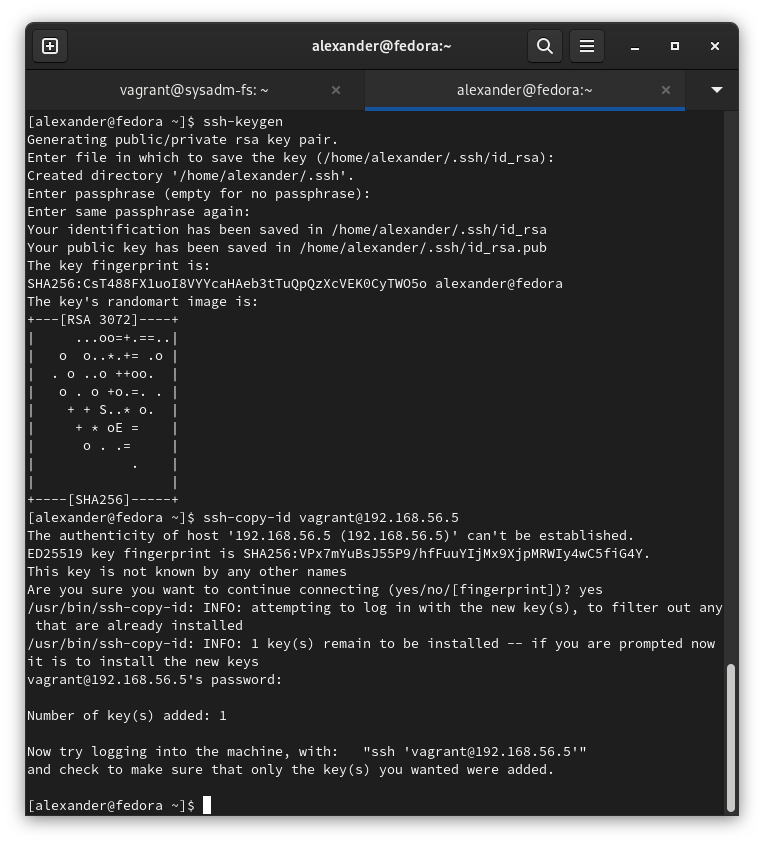 alexander@fedora:~
vagrant@sysadm-fs: ~
alexander@fedora:~
[alexander@fedora ~]$ ssh-keygen
Generating public/private rsa key pair.
Enter file in which to save the key (/home/alexander/.ssh/id_rsa):
Created directory '/home/alexander/.ssh'.
Enter passphrase (empty for no passphrase):
Enter same passphrase again:
Your identification has been saved in /home/alexander/.ssh/id_rsa
Your public key has been saved in /home/alexander/.ssh/id_rsa.pub
The key fingerprint is:
SHA256:CsT488FX1uoI8VYYcaHAeb3tTuQpQzXcVEK0CyTWO5o alexander@fedora
The key's randomart image is:
+---[RSA 3072]----+
|     ...oo=+.==..|
|   o  o..*.+= .o |
|  . o ..o ++oo.  |
|   o . o +o.=. . |
|    + + S..* o.  |
|     + * oE =    |
|      o . .=     |
|            .    |
|                 |
+----[SHA256]-----+
[alexander@fedora ~]$ ssh-copy-id vagrant@192.168.56.5
The authenticity of host '192.168.56.5 (192.168.56.5)' can't be established.
ED25519 key fingerprint is SHA256:VPx7mYuBsJ55P9/hfFuuYIjMx9XjpMRWIy4wC5fiG4Y.
This key is not known by any other names
Are you sure you want to continue connecting (yes/no/[fingerprint])? yes
/usr/bin/ssh-copy-id: INFO: attempting to log in with the new key(s), to filter out any
 that are already installed
/usr/bin/ssh-copy-id: INFO: 1 key(s) remain to be installed -- if you are prompted now
it is to install the new keys
vagrant@192.168.56.5's password:
Number of key(s) added: 1
Now try logging into the machine, with:   "ssh 'vagrant@192.168.56.5'"
and check to make sure that only the key(s) you wanted were added.
[alexander@fedora ~]$